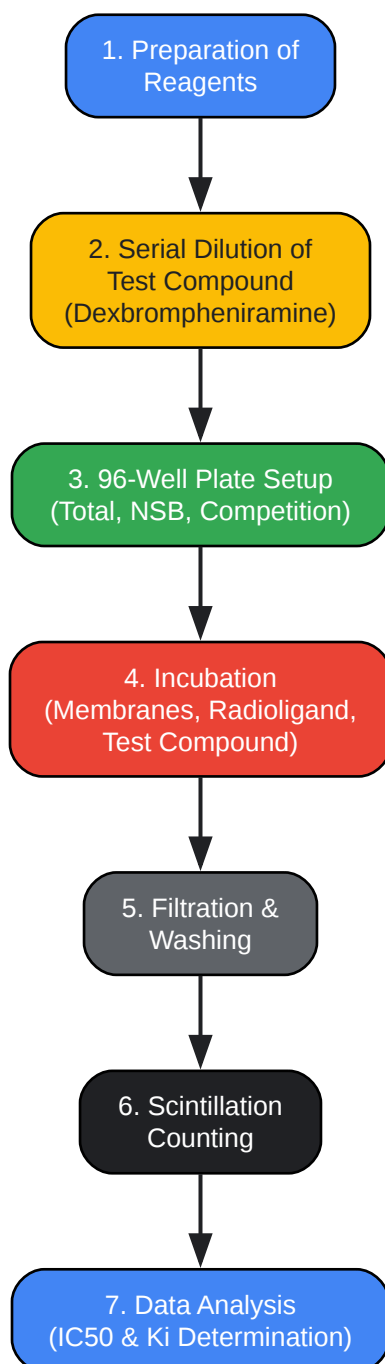 1. Preparation of
Reagents
2. Serial Dilution of
Test Compound
(Dexbrompheniramine)
3. 96-Well Plate Setup
(Total, NSB, Competition)
4. Incubation
(Membranes, Radioligand,
Test Compound)
5. Filtration &
Washing
6. Scintillation
Counting
7. Data Analysis
(IC50 & Ki Determination)